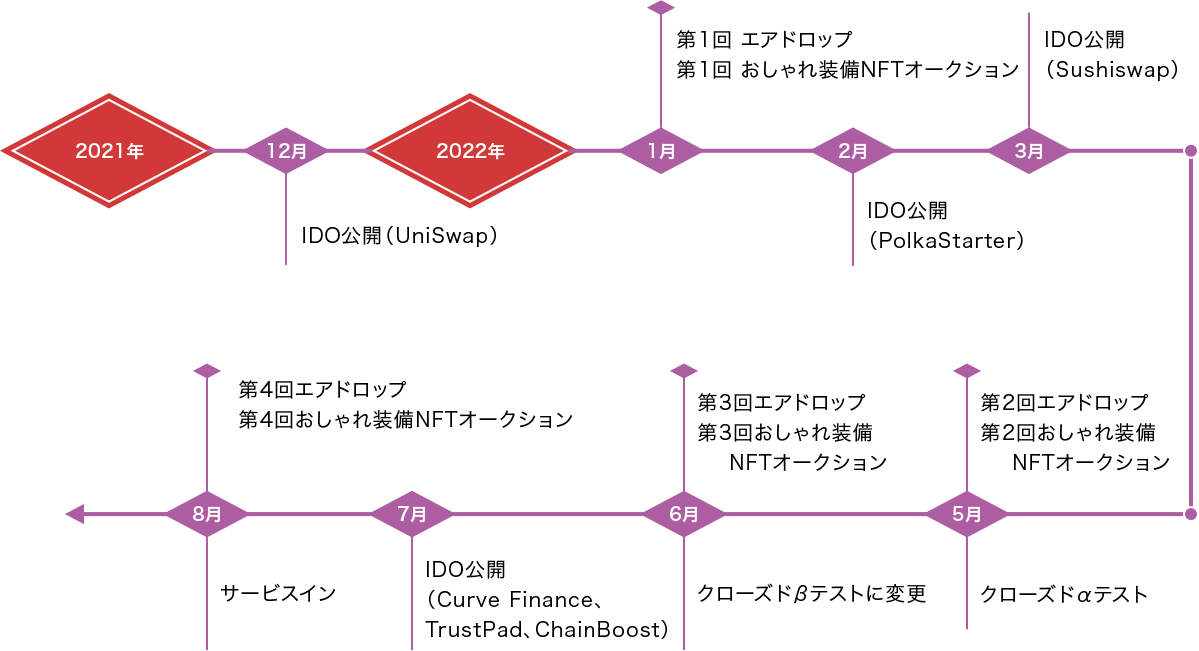 2021年
12月
IDO公開（UniSwap）
2022年
1月
第1回 エアドロップ
第1回 おしゃれ装備NFTオークション
2月
IDO公開
（PolkaStarter）
3月
IDO公開
（Sushiswap）
5月
第2回エアドロップ
第2回おしゃれ装備
NFTオークション
クローズドαテスト
6月
第3回エアドロップ
第3回おしゃれ装備
NFTオークション
クローズドβテストに変更
7月
IDO公開
（Curve Finance、
TrustPad、ChainBoost）
8月
第4回エアドロップ
第4回おしゃれ装備NFTオークション
サービスイン